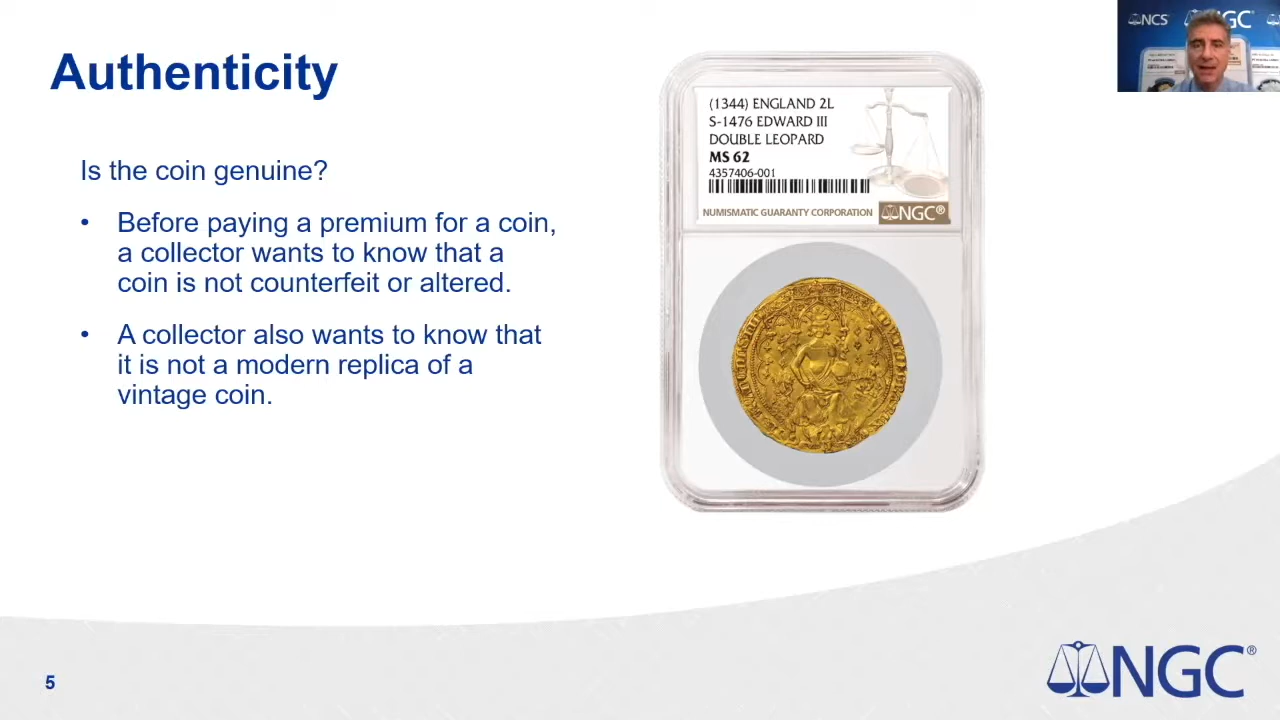 Authenticity
Is the coin genuine?
• Before paying a premium for a coin,
a collector wants to know that a
coin is not counterfeit or altered.
• A collector also wants to know that
it is not a modern replica of a
vintage coin.
(1344) ENGLAND 2L
S-1476 EDWARD III
DOUBLE LEOPARD
MS 62
4357406-001
NUMISMATIC GUARANTY CORPORATION NGC®
NCS NGC®
5
NGC®